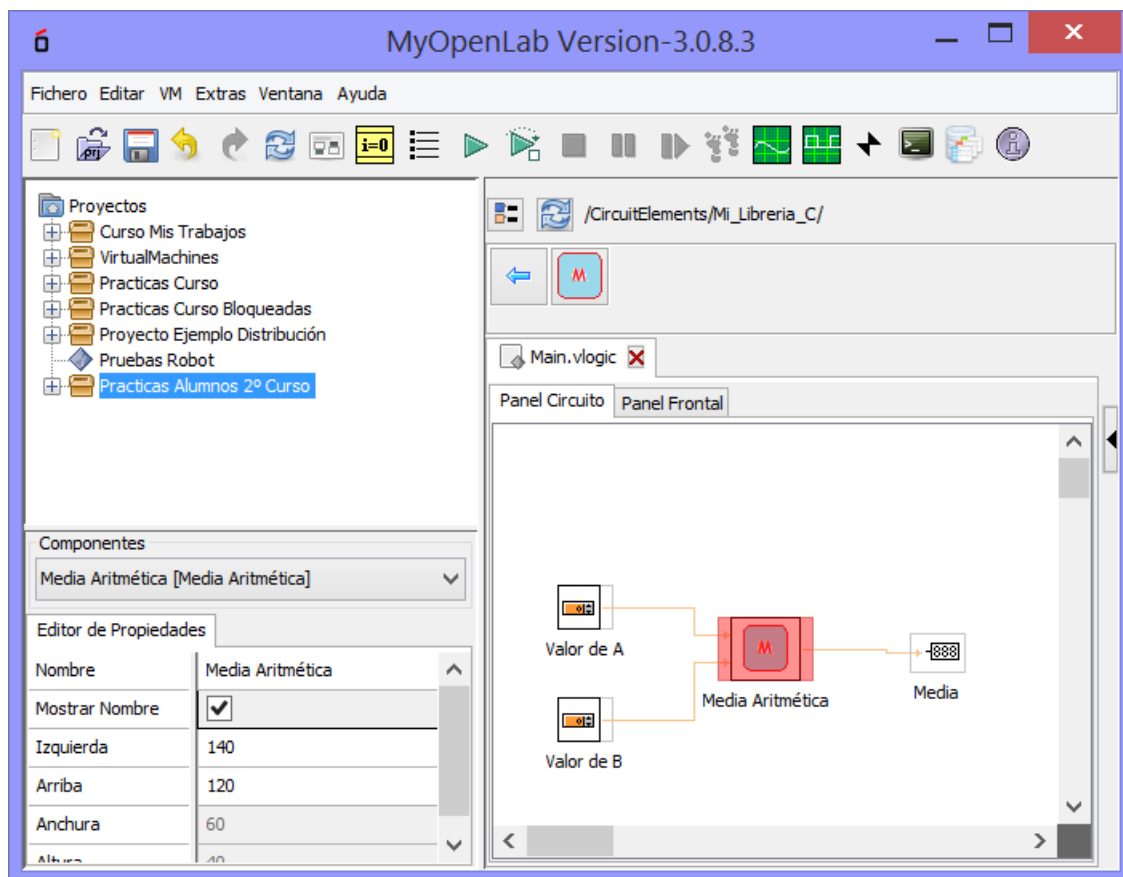 MyOpenLab Version-3.0.8.3
Fichero Editar VM Extras Ventana Ayuda
prj
i=0
Proyectos
Curso Mis Trabajos
VirtualMachines
Practicas Curso
Practicas Curso Bloqueadas
Proyecto Ejemplo Distribución
Pruebas Robot
Practicas Alumnos 2º Curso
Componentes
Media Aritmética [Media Aritmética]
Editor de Propiedades
Nombre Media Aritmética
Mostrar Nombre
Izquierda 140
Arriba 120
Anchura 60
Altura 40
/CircuitElements/Mi_Libreria_C/
M
Main.vlogic
Panel Circuito Panel Frontal
Valor de A
M
Media Aritmética
-888
Media
Valor de B